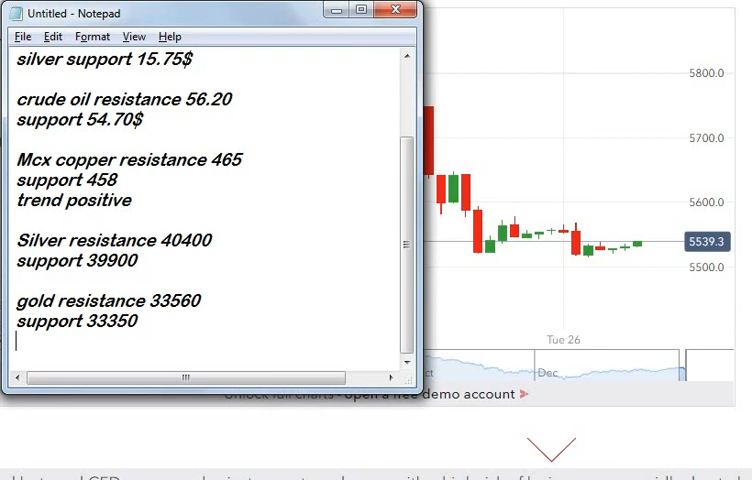 Untitled - Notepad
File Edit Format View Help
silver support 15.75$
crude oil resistance 56.20
support 54.70$
Mcx copper resistance 465
support 458
trend positive
Silver resistance 40400
support 39900
gold resistance 33560
support 33350
5800.0
5700.0
5600.0
5539.3
5500.0
Tue 26
Dec
Unlock full charts - open a free demo account